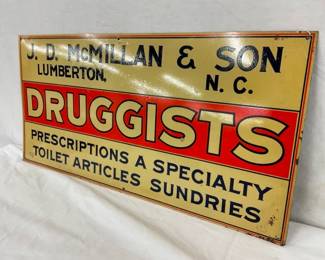 J. D. McMILLAN & SON
LUMBERTON, N. C.
DRUGGISTS
PRESCRIPTIONS A SPECIALTY
TOILET ARTICLES SUNDRIES